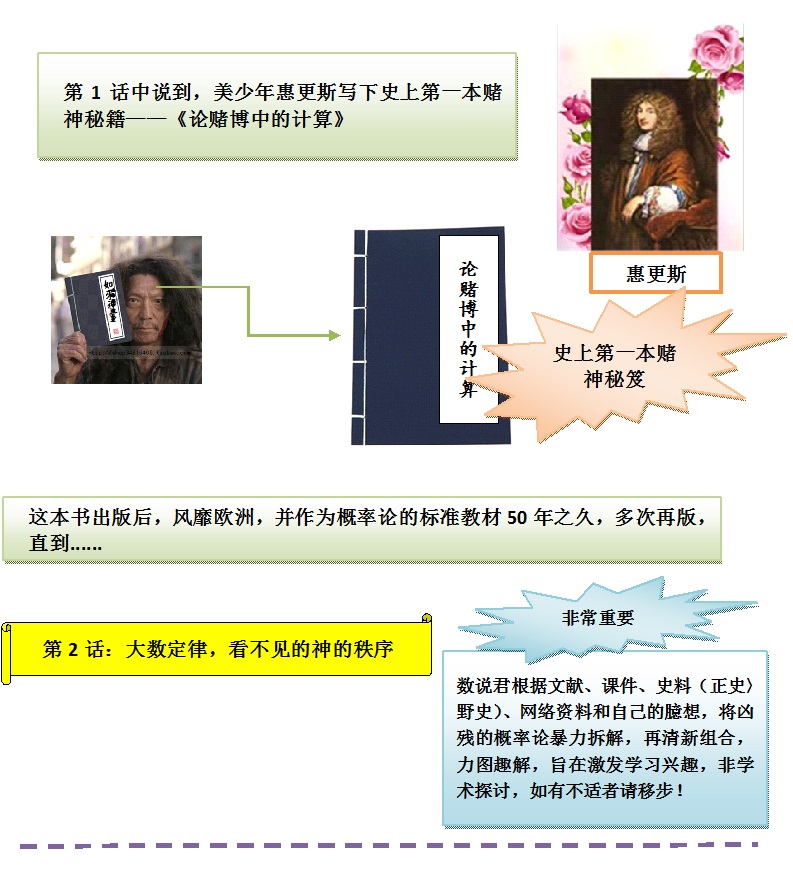 第 1 话中说到，美少年惠更斯写下史上第一本赌
神秘籍——《论赌博中的计算》
惠更斯
如来神掌
论赌博中的计算
史上第一本赌
神秘笈
这本书出版后，风靡欧洲，并作为概率论的标准教材 50 年之久，多次再版，
直到……
非常重要
第 2 话：大数定律，看不见的神的秩序
数说君根据文献、课件、史料（正史〉
野史）、网络资料和自己的臆想，将凶
残的概率论暴力拆解，再清新组合，
力图趣解，旨在激发学习兴趣，非学
术探讨，如有不适者请移步！